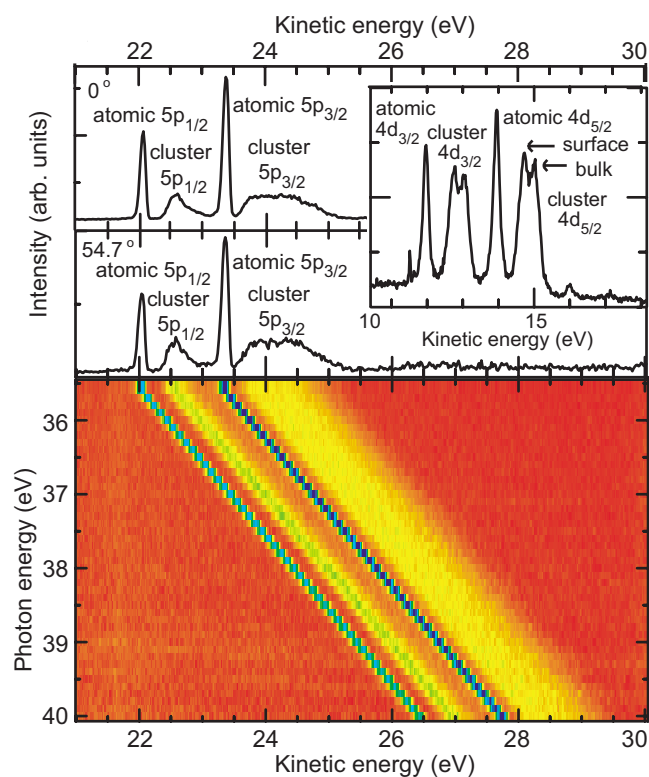 Kinetic energy (eV)
22 24 26 28 30
0°
atomic 5p1/2
atomic 5p3/2
cluster 5p1/2
cluster 5p3/2
atomic 4d3/2
cluster 4d3/2
atomic 4d5/2
surface
bulk
cluster 4d5/2
10 15
Kinetic energy (eV)
Intensity (arb. units)
54.7°
atomic 5p1/2
atomic 5p3/2
cluster 5p1/2
cluster 5p3/2
Photon energy (eV)
36
37
38
39
40
22 24 26 28 30
Kinetic energy (eV)